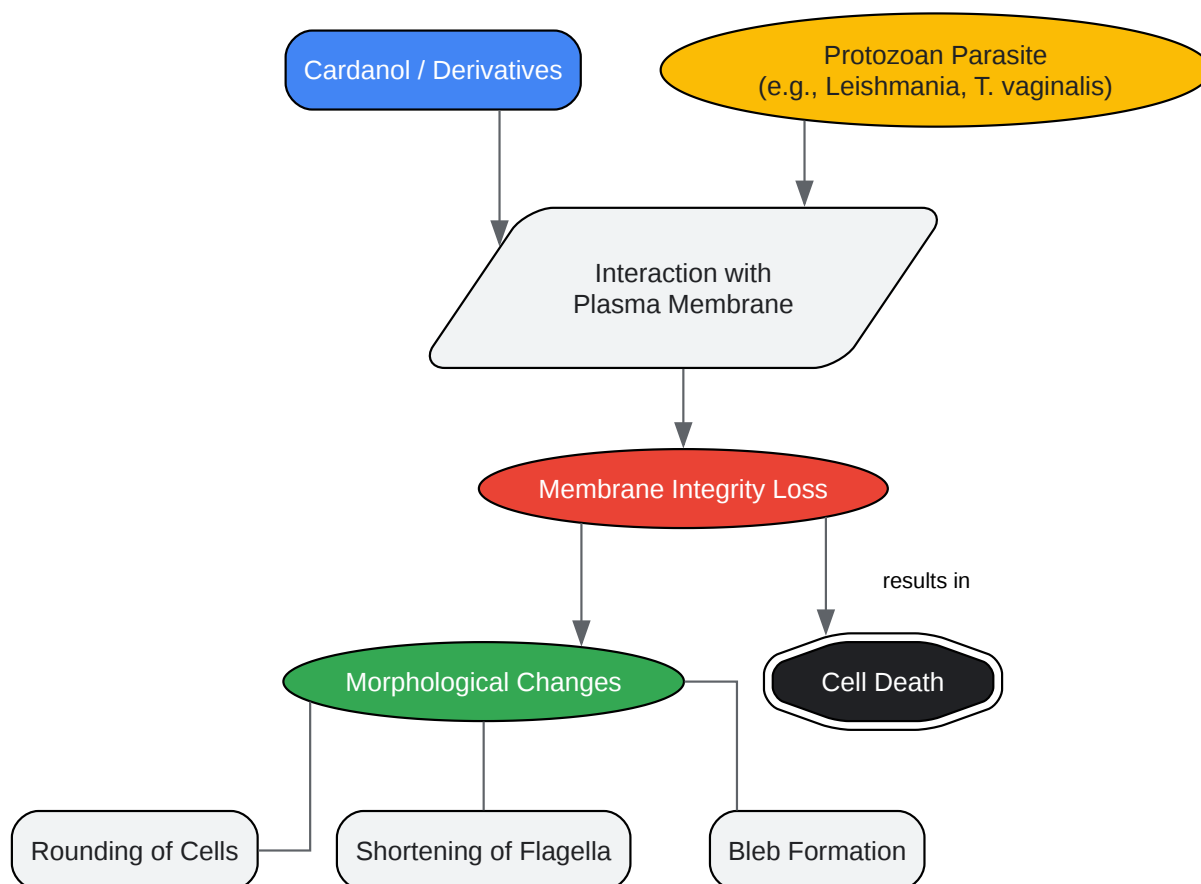 Cardanol / Derivatives
Protozoan Parasite
(e.g., Leishmania, T. vaginalis)
Interaction with
Plasma Membrane
Membrane Integrity Loss
results in
Morphological Changes
Cell Death
Rounding of Cells
Shortening of Flagella
Bleb Formation